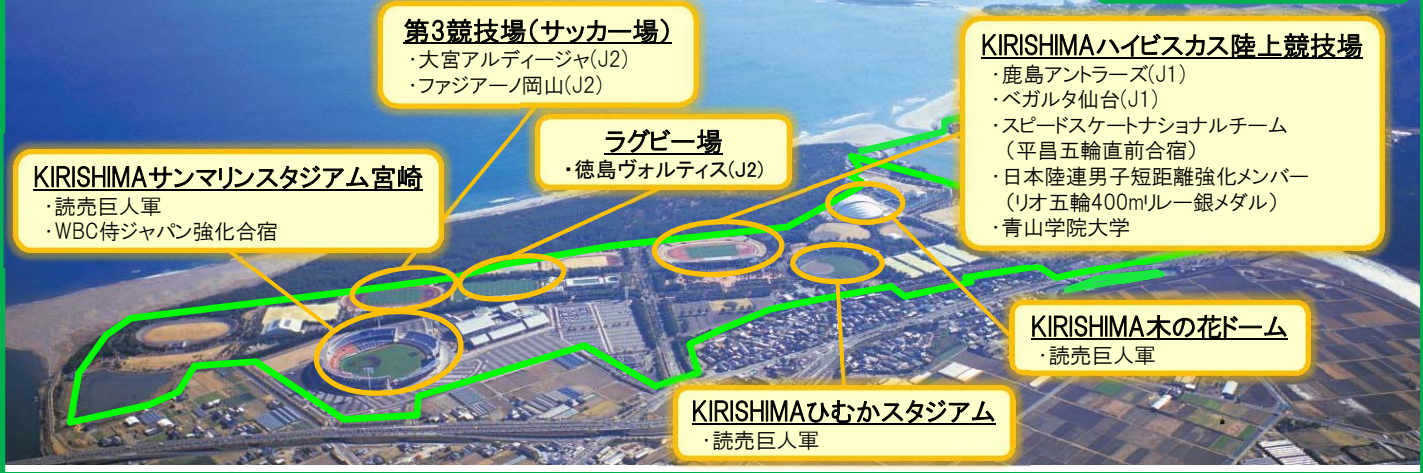 第3競技場(サッカー場)
・大宮アルディージャ(J2)
・ファジアーノ岡山(J2)
KIRISHIMAハイビスカス陸上競技場
・鹿島アントラーズ(J1)
・ベガルタ仙台(J1)
・スピードスケートナショナルチーム
(平昌五輪直前合宿)
・日本陸連男子短距離強化メンバー
(リオ五輪400mリレー銀メダル)
・青山学院大学
ラグビー場
・徳島ヴォルティス(J2)
KIRISHIMAサンマリンスタジアム宮崎
・読売巨人軍
・WBC侍ジャパン強化合宿
KIRISHIMA木の花ドーム
・読売巨人軍
KIRISHIMAひむかスタジアム
・読売巨人軍